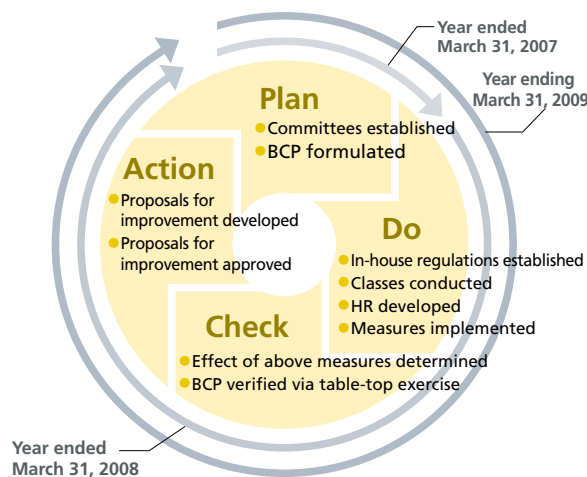 Year ended
March 31, 2007
Year ending
March 31, 2009
Plan
Committees established
BCP formulated
Action
Proposals for
improvement developed
Proposals for
improvement approved
Do
In-house regulations established
Classes conducted
HR developed
Measures implemented
Check
Effect of above measures determined
BCP verified via table-top exercise
Year ended
March 31, 2008